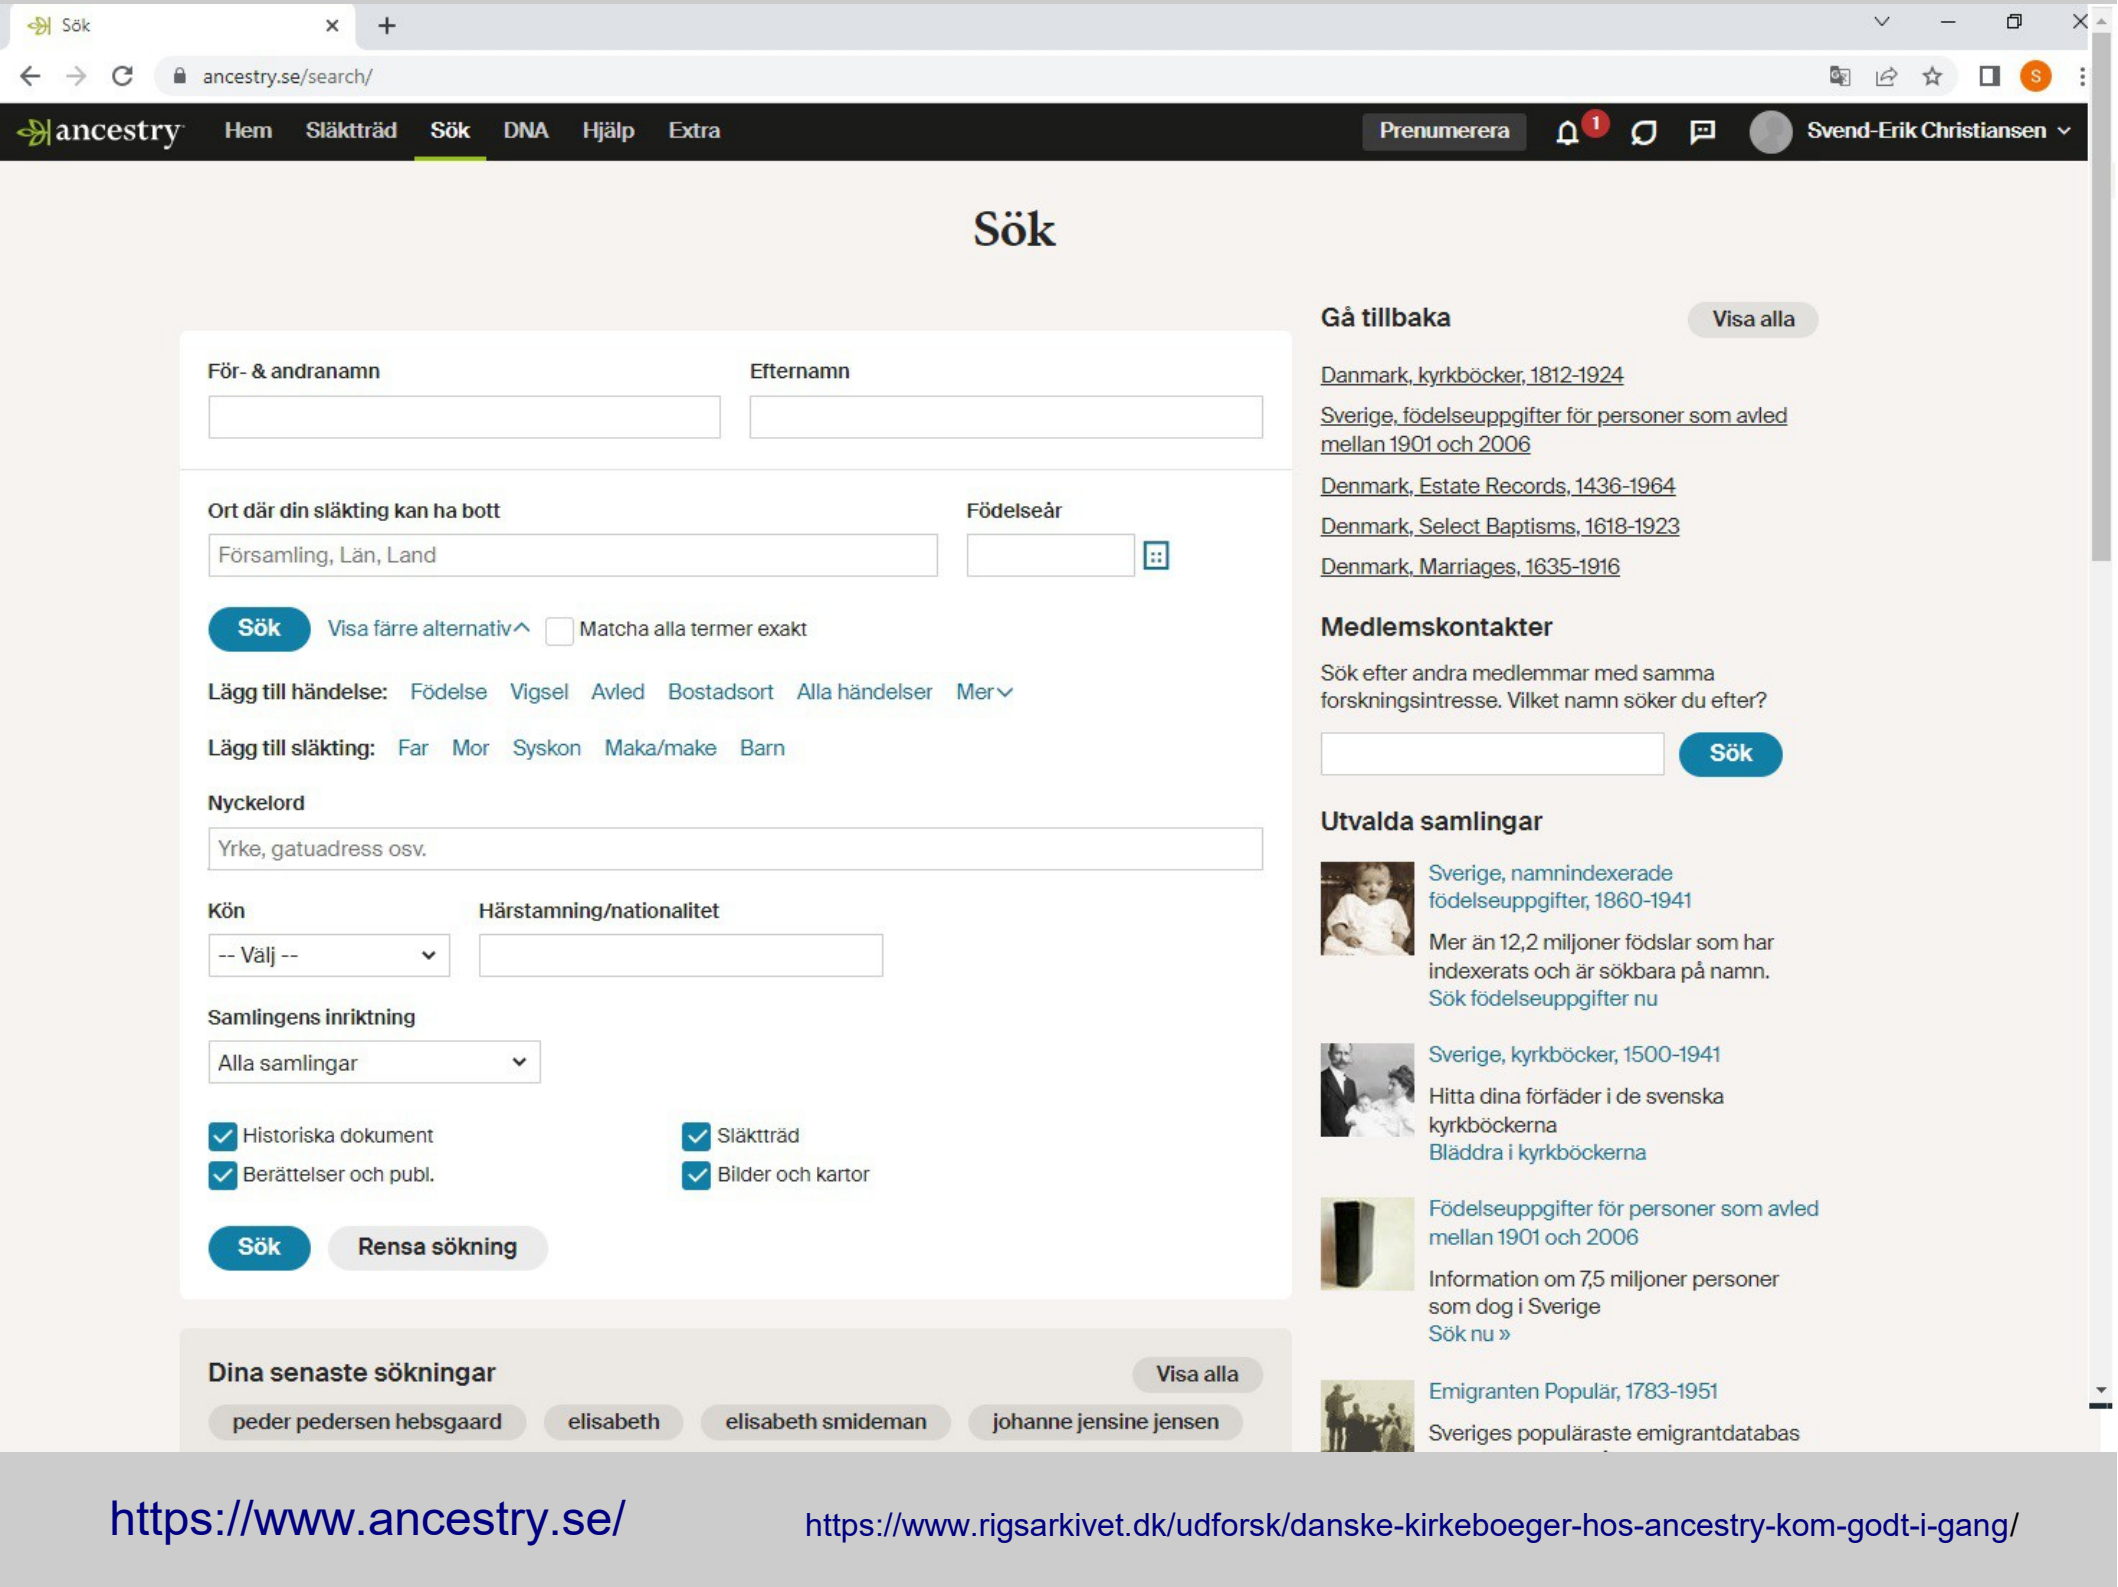 Sök
ancestry.se/search/
S
ancestry Hem Släktträd Sök DNA Hjälp Extra Prenumerera 1 Svend-Erik Christiansen
Sök
För- & andranamn Efternamn
Ort där din släkting kan ha bott Födelseår
Församling, Län, Land
Sök Visa färre alternativ Matcha alla termer exakt
Lägg till händelse: Födelse Vigsel Avled Bostadsort Alla händelser Mer
Lägg till släkting: Far Mor Syskon Maka/make Barn
Nyckelord
Yrke, gatuadress osv.
Kön Härstamning/nationalitet
-- Välj --
Samlingens inriktning
Alla samlingar
Historiska dokument Släktträd
Berättelser och publ. Bilder och kartor
Sök Rensa sökning
Dina senaste sökningar Visa alla
peder pedersen hebsgaard elisabeth elisabeth smideman johanne jensine jensen
Gå tillbaka Visa alla
Danmark, kyrkböcker, 1812-1924
Sverige, födelseuppgifter för personer som avled
mellan 1901 och 2006
Denmark, Estate Records, 1436-1964
Denmark, Select Baptisms, 1618-1923
Denmark, Marriages, 1635-1916
Medlemskontakter
Sök efter andra medlemmar med samma
forskningsintresse. Vilket namn söker du efter?
Sök
Utvalda samlingar
Sverige, namnindexerade
födelseuppgifter, 1860-1941
Mer än 12,2 miljoner födslar som har
indexerats och är sökbara på namn.
Sök födelseuppgifter nu
Sverige, kyrkböcker, 1500-1941
Hitta dina förfäder i de svenska
kyrkböckerna
Bläddra i kyrkböckerna
Födelseuppgifter för personer som avled
mellan 1901 och 2006
Information om 7,5 miljoner personer
som dog i Sverige
Sök nu »
Emigranten Populär, 1783-1951
Sveriges populäraste emigrantdatabas
https://www.ancestry.se/ https://www.rigsarkivet.dk/udforsk/danske-kirkeboeger-hos-ancestry-kom-godt-i-gang/